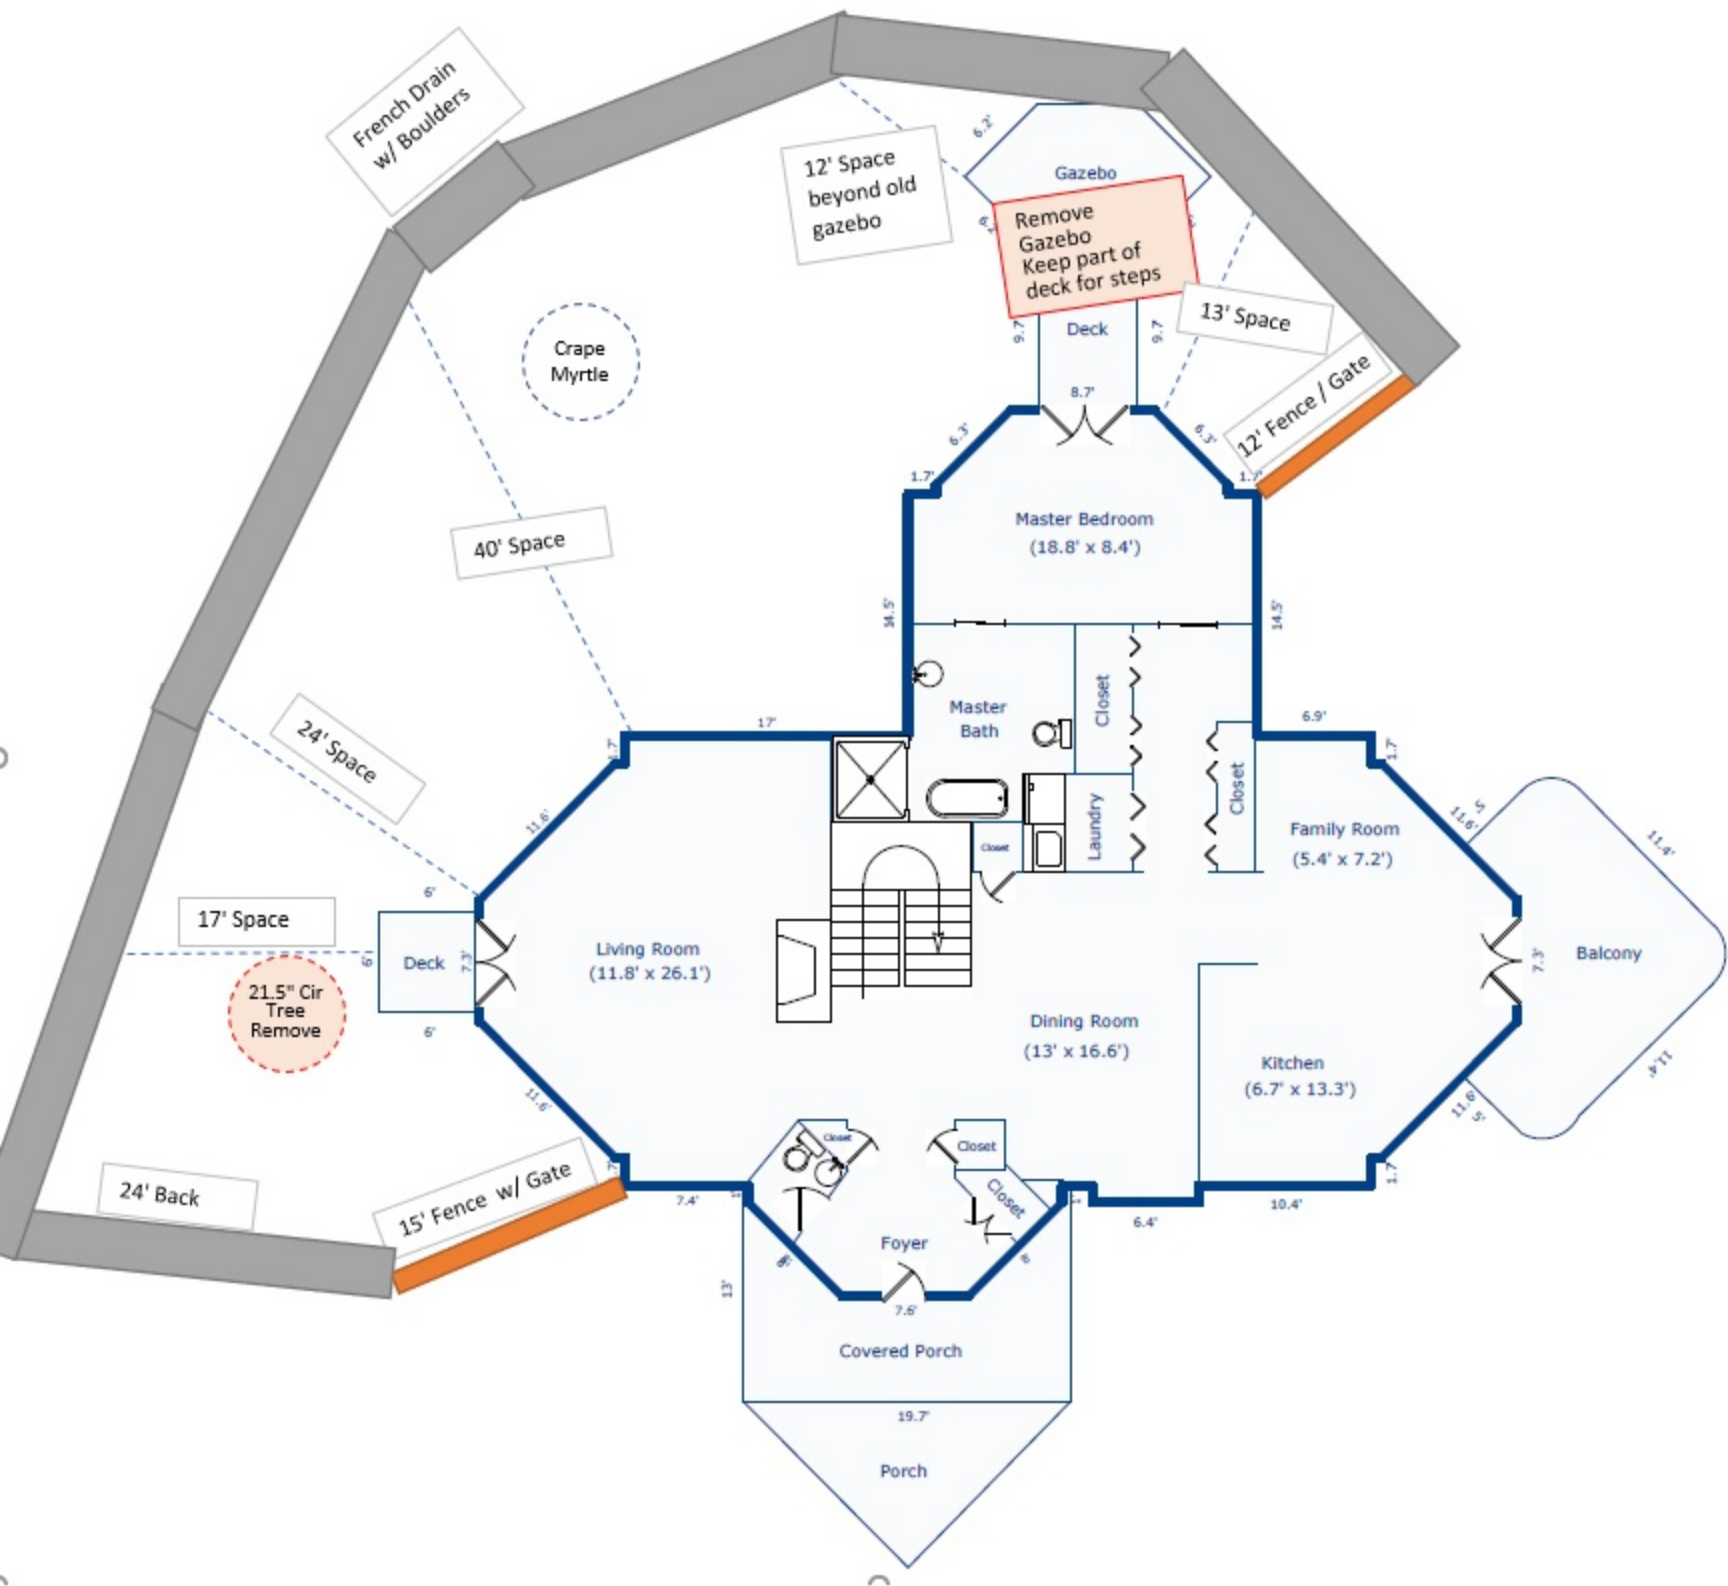 French Drain
w/ Boulders
12' Space
beyond old
gazebo
6.2'
Gazebo
Remove
Gazebo
Keep part of
deck for steps
13' Space
12' Fence / Gate
9.7'
Deck
9.7'
8.7'
Crape
Myrtle
6.3'
6.3'
1.7'
1.7'
40' Space
Master Bedroom
(18.8' x 8.4')
14.5'
14.5'
Master
Bath
Closet
Closet
Laundry
Closet
17'
6.9'
1.7'
24' Space
11.6'
Family Room
(5.4' x 7.2')
11.6'
5'
11.4'
17' Space
6'
6'
Deck
7.3'
6'
21.5" Cir
Tree
Remove
Living Room
(11.8' x 26.1')
7.3'
Balcony
Dining Room
(13' x 16.6')
Kitchen
(6.7' x 13.3')
11.4'
11.6'
11.6'
5'
Closet
Closet
Closet
24' Back
15' Fence w/ Gate
7.4'
1.7'
6.4'
10.4'
Foyer
13'
7.6'
Covered Porch
19.7'
Porch